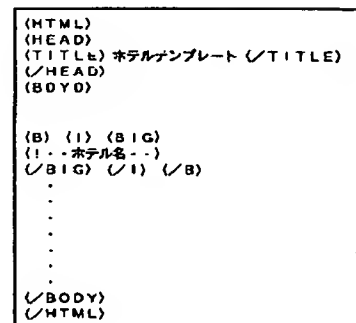 (HTML)
(HEAD)
(TITLE) ホテルテンプレート (／TITLE)
(／HEAD)
(BOYD)
(B) (I) (BIG)
(!--ホテル名--)
(／BIG) (／I) (／B)
・
・
・
・
・
・
・
(／BODY)
(／HTML)